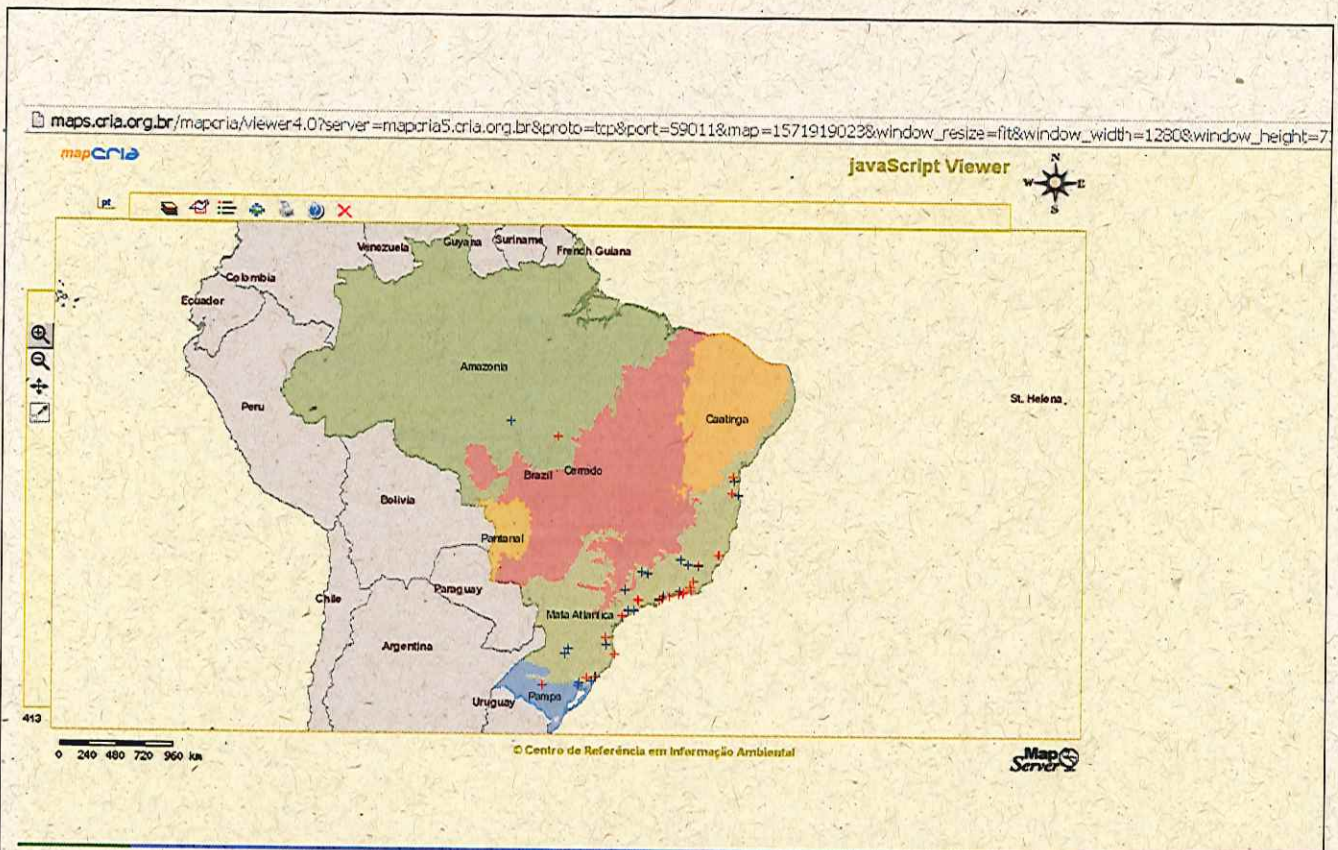 maps.cria.org.br/mapcria/viewer4.0?server=mapcria5.cria.org.br&proto=tcp&port=59011&map=1571919023&window_resize=fit&window_width=1280&window_height=7
mapCria
javaScript Viewer
N
W E
S
pt
Venezuela
Guyana
Suriname
French Guiana
Colombia
Ecuador
Amazonia
Peru
St. Helena
Caatinga
Brazil
Cerrado
Bolivia
Pantanal
Paraguay
Chile
Mata Atlantica
Argentina
Uruguay
Pampa
413
0 240 480 720 960 km
© Centro de Referência em Informação Ambiental
Map
Server